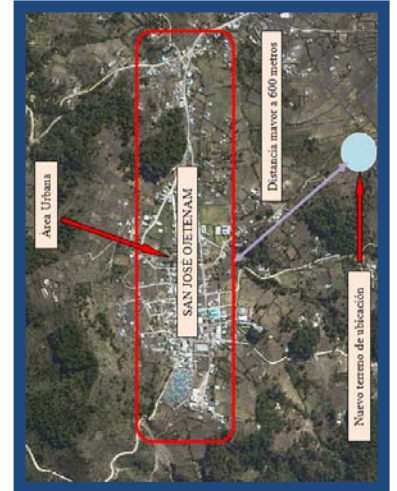 Área Urbana
SAN JOSÉ OJETENAM
Distancia mayor a 600 metros
Nuevo terreno de ubicación